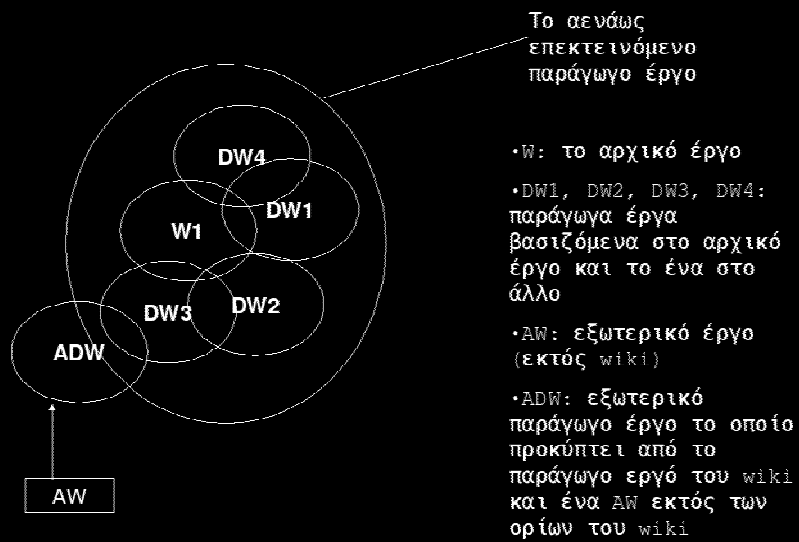 Το αενάως
επεκτεινόμενο
παράγωγο έργο
DW4
DW1
W1
DW3
DW2
ADW
AW
•W: το αρχικό έργο
•DW1, DW2, DW3, DW4:
παράγωγα έργα
βασιζόμενα στο αρχικό
έργο και το ένα στο
άλλο
•AW: εξωτερικό έργο
(εκτός wiki)
•ADW: εξωτερικό
παράγωγο έργο το οποίο
προκύπτει από το
παράγωγο εργό του wiki
και ένα AW εκτός των
ορίων του wiki